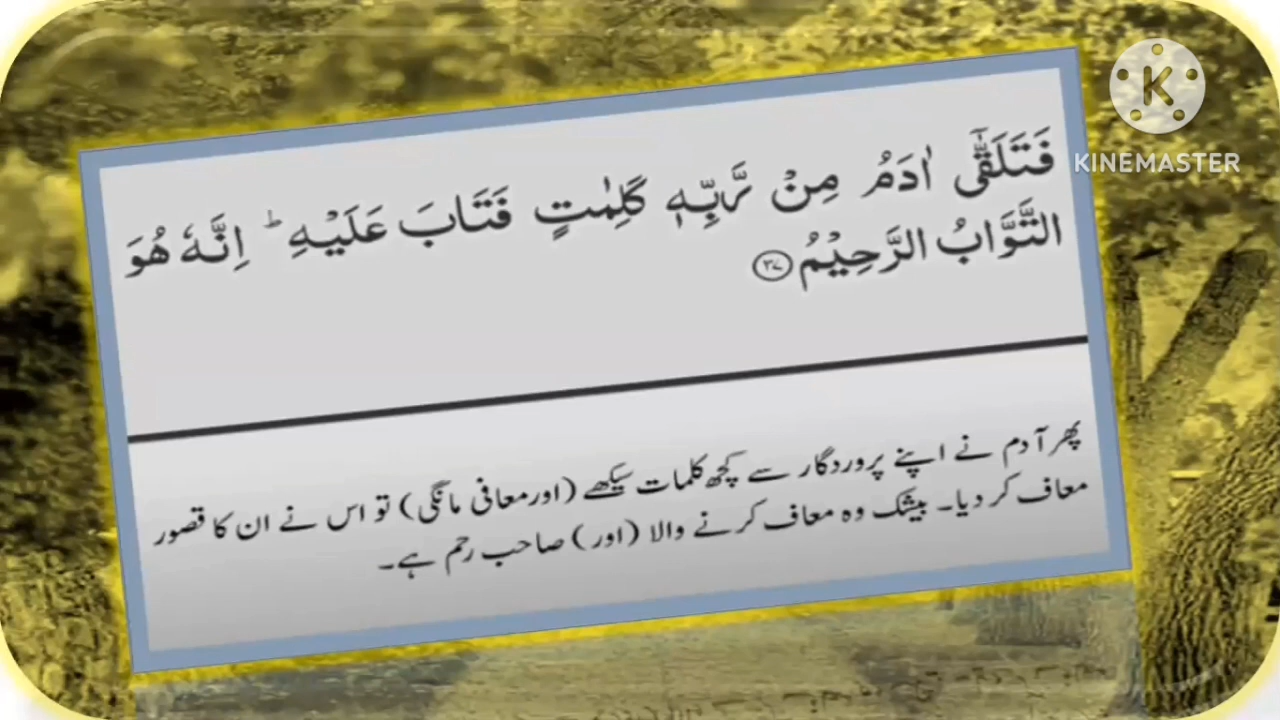 فَتَلَقّٰۤى اٰدَمُ مِنۡ رَّبِّهٖ كَلِمٰتٍ فَتَابَ عَلَيۡهِ‌ؕ اِنَّهٗ هُوَ
التَّوَّابُ الرَّحِيۡمُ ﴿۳۷﴾
پھر آدم نے اپنے پروردگار سے کچھ کلمات سیکھے (اور معافی مانگی) تو اس نے ان کا قصور
معاف کر دیا۔ بیشک وہ معاف کرنے والا (اور) صاحب رحم ہے۔
K
KINEMASTER